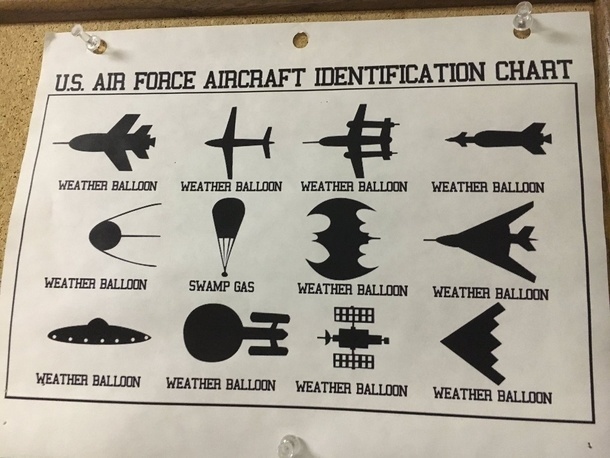 U.S. AIR FORCE AIRCRAFT IDENTIFICATION CHART
WEATHER BALLOON WEATHER BALLOON WEATHER BALLOON WEATHER BALLOON
WEATHER BALLOON SWAMP GAS WEATHER BALLOON WEATHER BALLOON
WEATHER BALLOON WEATHER BALLOON WEATHER BALLOON WEATHER BALLOON